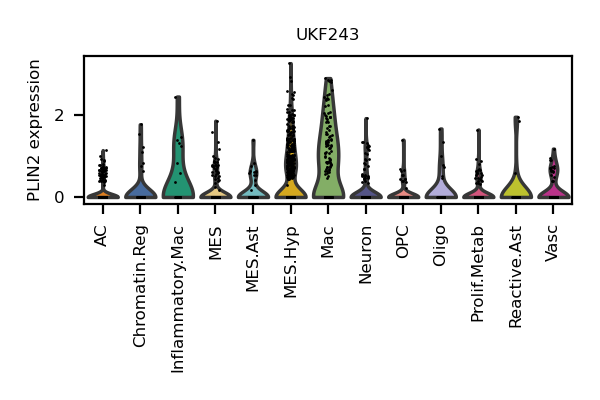 UKF243
PLIN2 expression
2
0
AC
Chromatin.Reg
Inflammatory.Mac
MES
MES.Ast
MES.Hyp
Mac
Neuron
OPC
Oligo
Prolif.Metab
Reactive.Ast
Vasc